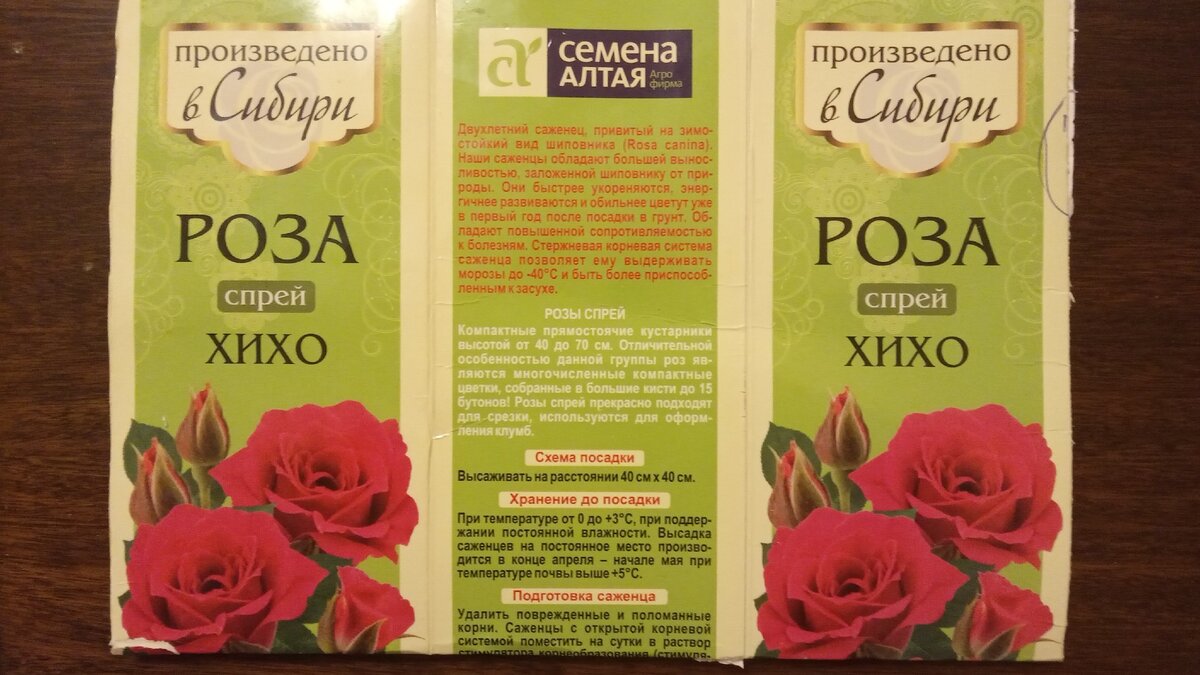 произведено
в Сибири
РОЗА
спрей
ХИХО
семена
АЛТАЯ
Агро
фирма
Двухлетний саженец, привитый на зимо-
стойкий вид шиповника (Rosa canina).
Наши саженцы обладают большей вынос-
ливостью, заложенной шиповнику от при-
роды. Они быстрее укореняются, энер-
гичнее развиваются и обильнее цветут уже
в первый год после посадки в грунт. Об-
ладают повышенной сопротивляемостью
к болезням. Стержневая корневая система
саженца позволяет ему выдерживать
морозы до -40°С и быть более приспособ-
ленным к засухе.
РОЗЫ СПРЕЙ
Компактные прямостоячие кустарники
высотой от 40 до 70 см. Отличительной
особенностью данной группы роз яв-
ляются многочисленные компактные
цветки, собранные в большие кисти до 15
бутонов! Розы спрей прекрасно подходят
для срезки, используются для оформ-
ления клумб.
Схема посадки
Высаживать на расстоянии 40 см х 40 см.
Хранение до посадки
При температуре от 0 до +3°С, при поддер-
жании постоянной влажности. Высадка
саженцев на постоянное место произво-
дится в конце апреля – начале мая при
температуре почвы выше +5°С.
Подготовка саженца
Удалить поврежденные и поломанные
корни. Саженцы с открытой корневой
системой поместить на сутки в раствор
стимулятора корнеобразования (стимуля-
произведено
в Сибири
РОЗА
спрей
ХИХО